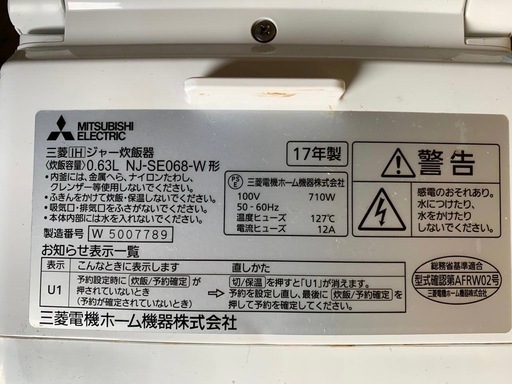 MITSUBISHI
ELECTRIC
三菱IHジャー炊飯器
〈炊飯容量〉0.63L NJ-SE068-W形
17年製
・内釜には、金属へら、ナイロンたわし、
クレンザー等使用しないでください。
・ふきんをかけて炊飯・保温しないでください。
・吸気口・排気口をふさがないでください。
・本体内部には水を入れないでください。
製造番号 W 5007789
PS
E
三菱電機ホーム機器株式会社
100V 710W
50-60Hz
温度ヒューズ 127℃
電流ヒューズ 12A
警告
感電のおそれあり。
水につけたり、
水をかけたり
しないでください。
お知らせ表示一覧
表示 こんなときに表示します 直しかた
U1 予約設定時に 炊飯/予約確定 が
押されていないとき
(予約が確定されていないとき)
切/保温 を押すと「U1」が消えます。
予約を設定し直し、最後に 炊飯/予約確定 を
押して予約を確定してください。
三菱電機ホーム機器株式会社
総務省基準適合
型式確認第AFRW02号
三菱電機ホーム機器株式会社